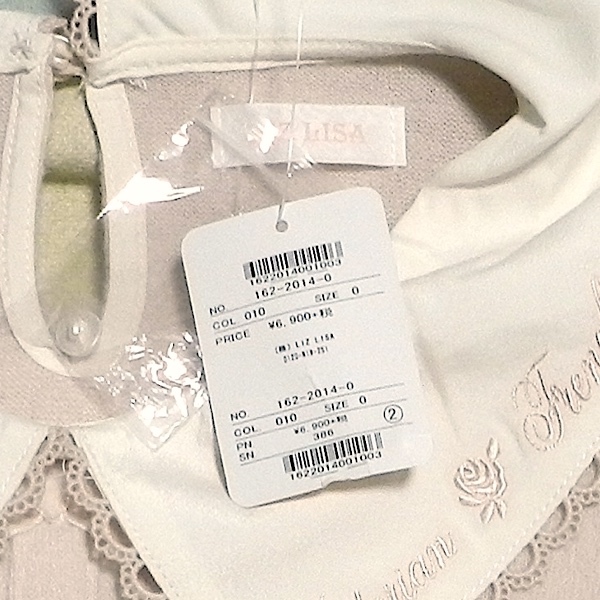 LIZ LISA
1622014001003
NO. 162-2014-0
COL 010 SIZE 0
PRICE ¥6,900+税
(株) LIZ LISA
NO. 162-2014-0
COL 010 SIZE 0
PN ¥6,900+税 ②
SN 386
1622014001003